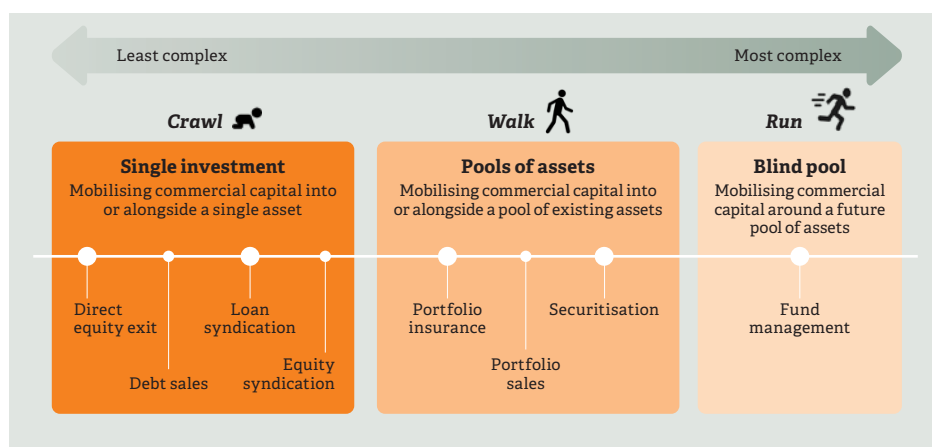 Least complex
Most complex
Crawl
Walk
Run
Single investment
Mobilising commercial capital into
or alongside a single asset
Pools of assets
Mobilising commercial capital into
or alongside a pool of existing assets
Blind pool
Mobilising commercial
capital around a future
pool of assets
Direct
equity exit
Debt sales
Loan
syndication
Equity
syndication
Portfolio
insurance
Portfolio
sales
Securitisation
Fund
management